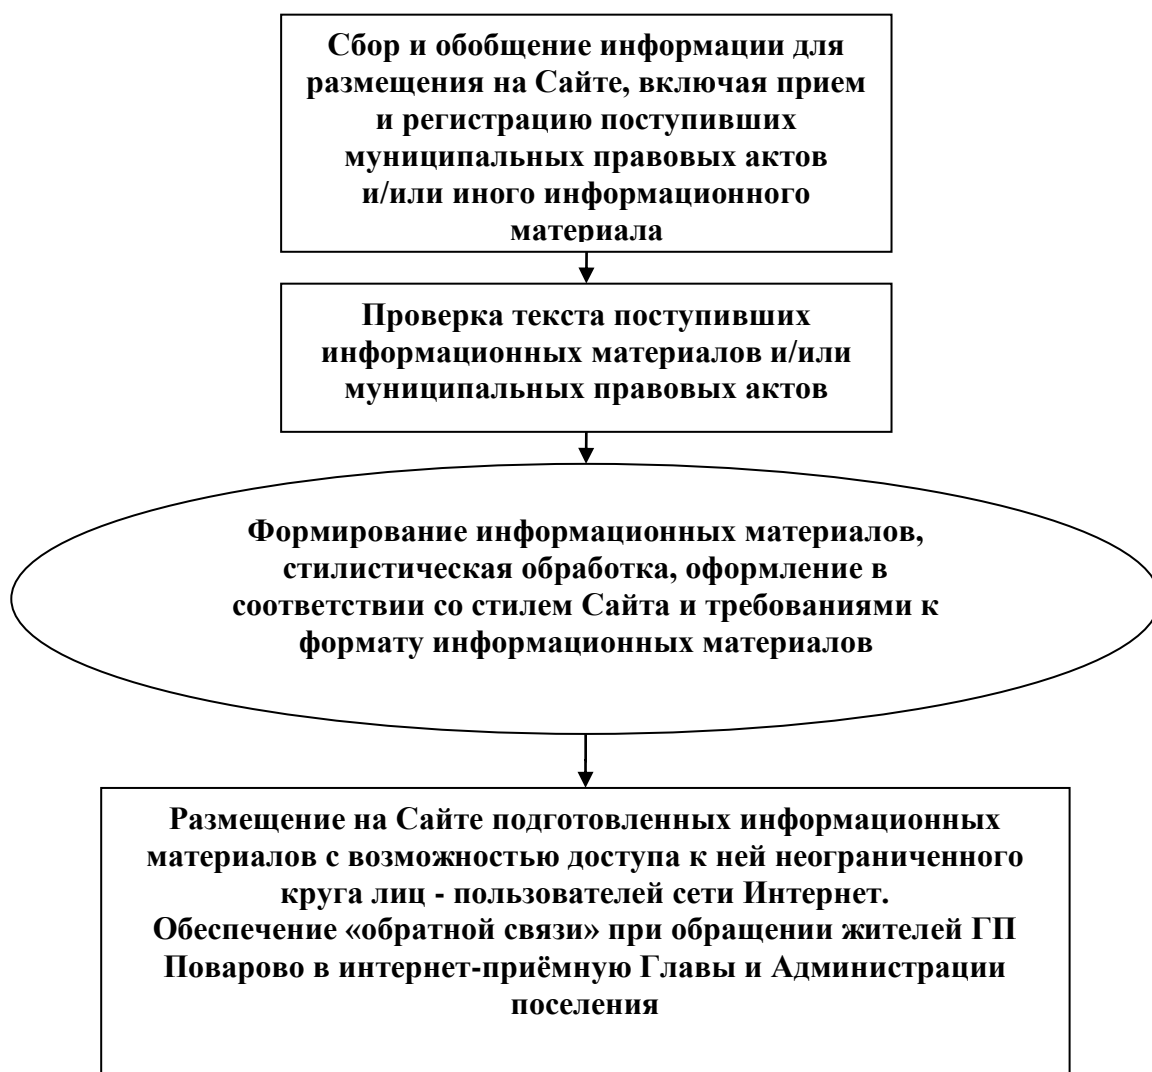 Сбор и обобщение информации для
размещения на Сайте, включая прием
и регистрацию поступивших
муниципальных правовых актов
и/или иного информационного
материала
Проверка текста поступивших
информационных материалов и/или
муниципальных правовых актов
Формирование информационных материалов,
стилистическая обработка, оформление в
соответствии со стилем Сайта и требованиями к
формату информационных материалов
Размещение на Сайте подготовленных информационных
материалов с возможностью доступа к ней неограниченного
круга лиц - пользователей сети Интернет.
Обеспечение «обратной связи» при обращении жителей ГП
Поварово в интернет-приёмную Главы и Администрации
поселения